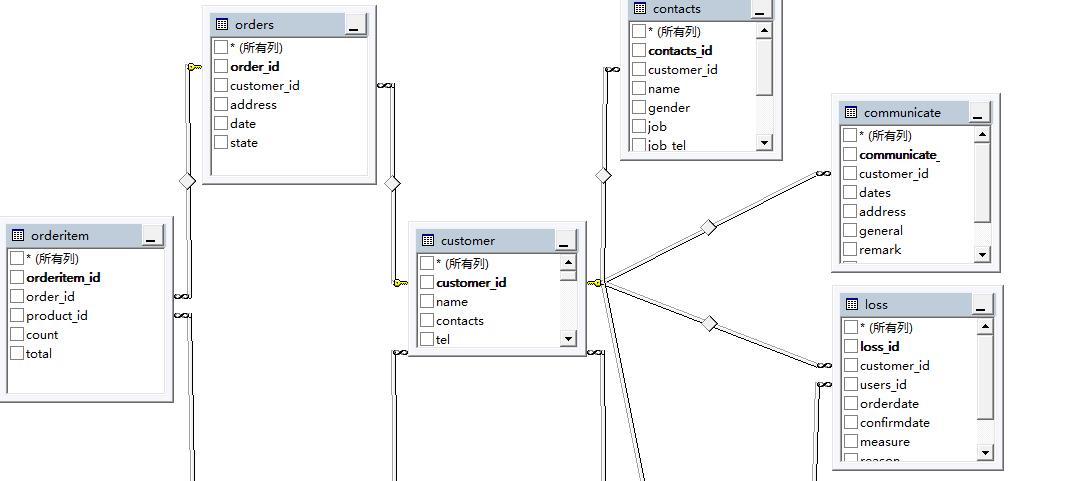 orders
* (所有列)
order_id
customer_id
address
date
state
contacts
* (所有列)
contacts_id
customer_id
name
gender
job
job_tel
communicate
* (所有列)
communicate_
customer_id
dates
address
general
remark
orderitem
* (所有列)
orderitem_id
order_id
product_id
count
total
customer
* (所有列)
customer_id
name
contacts
tel
loss
* (所有列)
loss_id
customer_id
users_id
orderdate
confirmdate
measure
reason